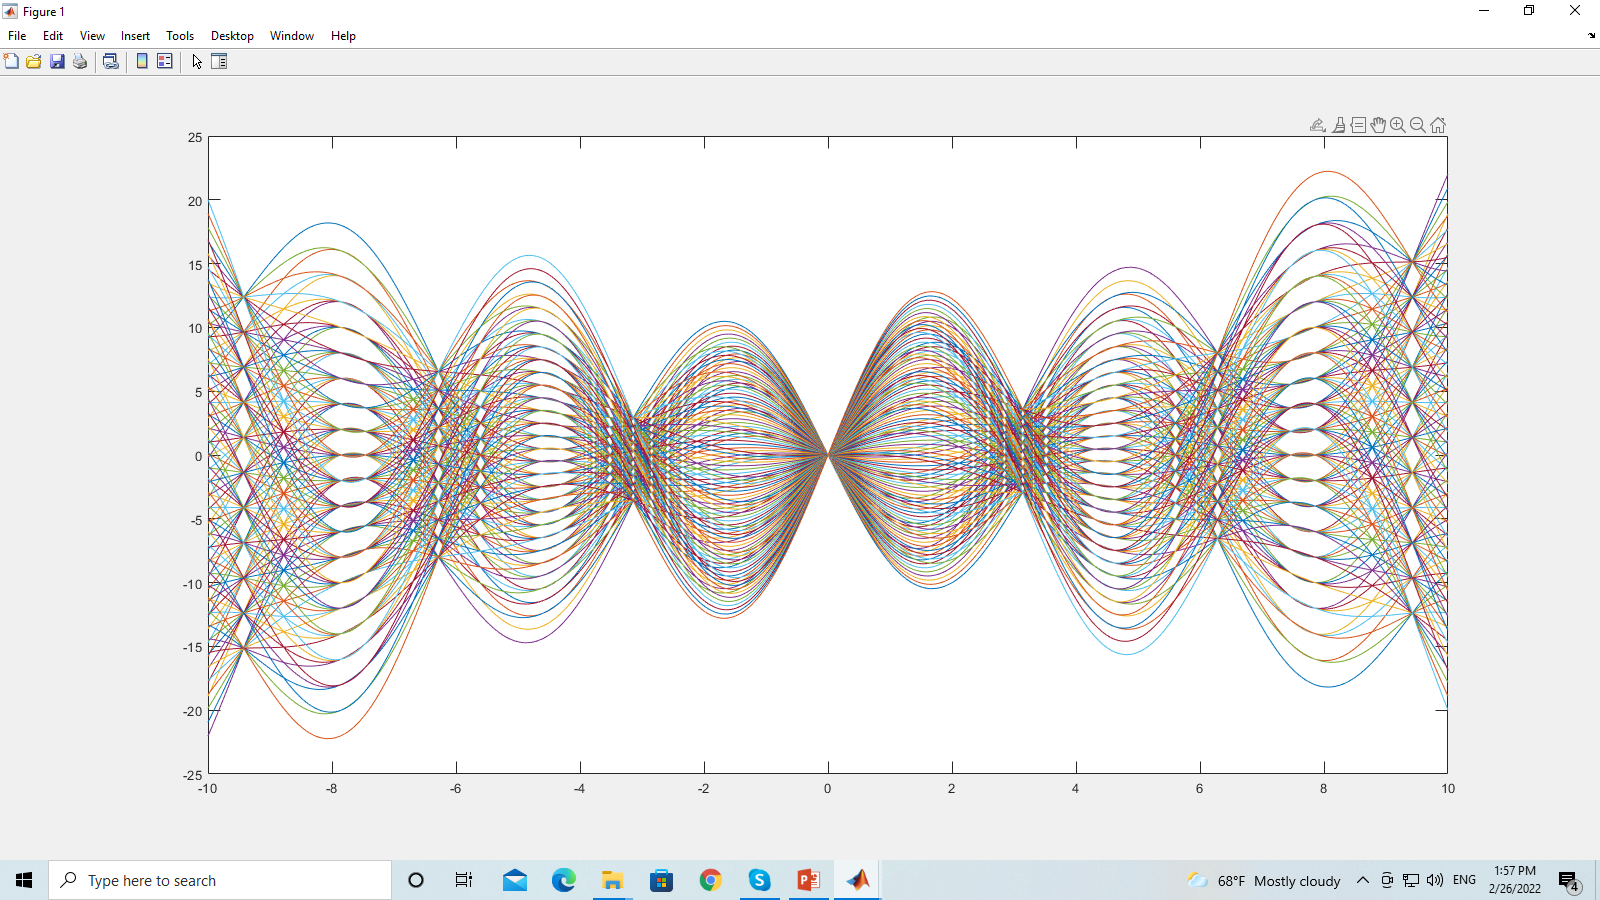 Figure 1
File Edit View Insert Tools Desktop Window Help
25
20
15
10
5
0
-5
-10
-15
-20
-25
-10 -8 -6 -4 -2 0 2 4 6 8 10
Type here to search
68°F Mostly cloudy
ENG
1:57 PM
2/26/2022
4